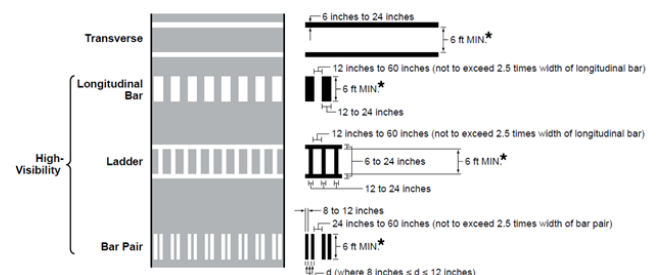 Transverse
6 inches to 24 inches
6 ft MIN.*
12 inches to 60 inches (not to exceed 2.5 times width of longitudinal bar)
Longitudinal
Bar
6 ft MIN.*
12 to 24 inches
12 inches to 60 inches (not to exceed 2.5 times width of longitudinal bar)
High-
Visibility
Ladder
6 to 24 inches
6 ft MIN.*
12 to 24 inches
8 to 12 inches
24 inches to 60 inches (not to exceed 2.5 times width of bar pair)
Bar Pair
6 ft MIN.*
d (where 8 inches ≤ d ≤ 12 inches)